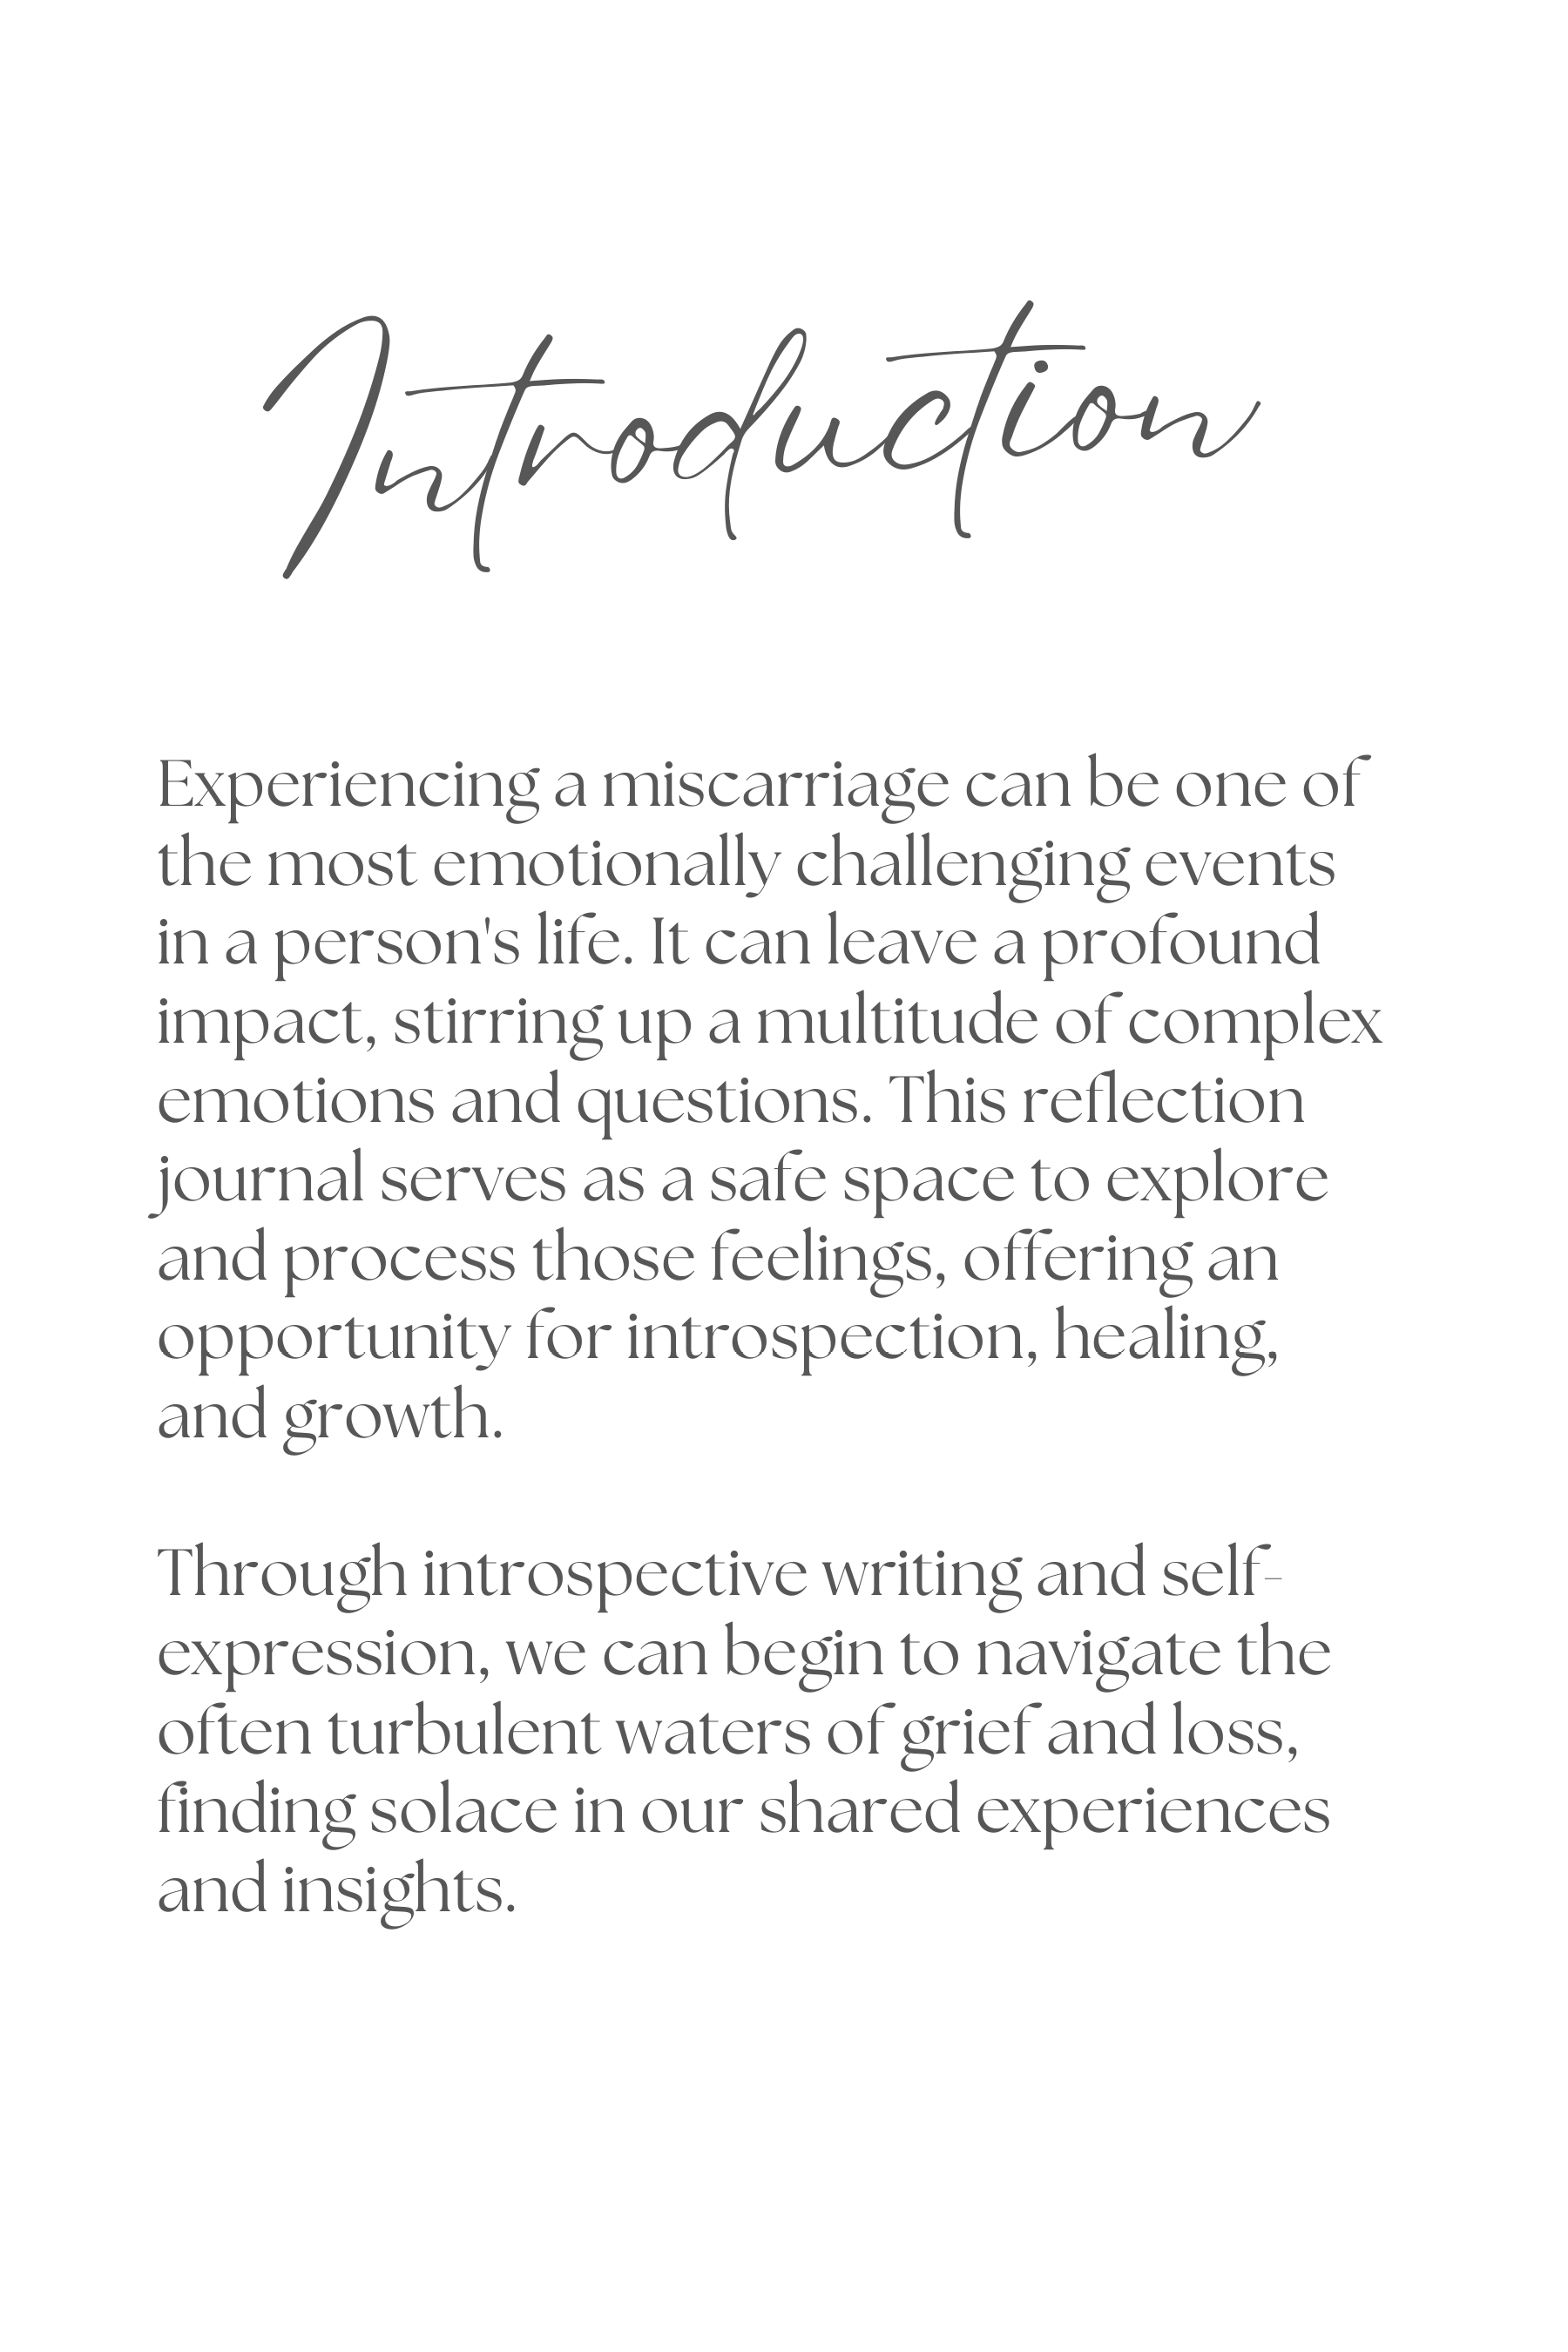 Introduction
Experiencing a miscarriage can be one of
the most emotionally challenging events
in a person's life. It can leave a profound
impact, stirring up a multitude of complex
emotions and questions. This reflection
journal serves as a safe space to explore
and process those feelings, offering an
opportunity for introspection, healing,
and growth.
Through introspective writing and self-
expression, we can begin to navigate the
often turbulent waters of grief and loss,
finding solace in our shared experiences
and insights.